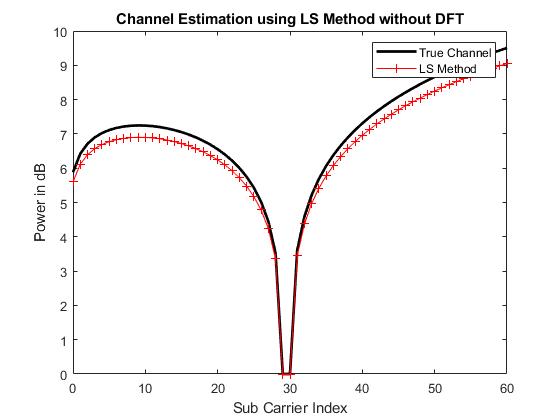 Channel Estimation using LS Method without DFT
True Channel
LS Method
10
9
8
7
6
5
4
3
2
1
0
Power in dB
0 10 20 30 40 50 60
Sub Carrier Index